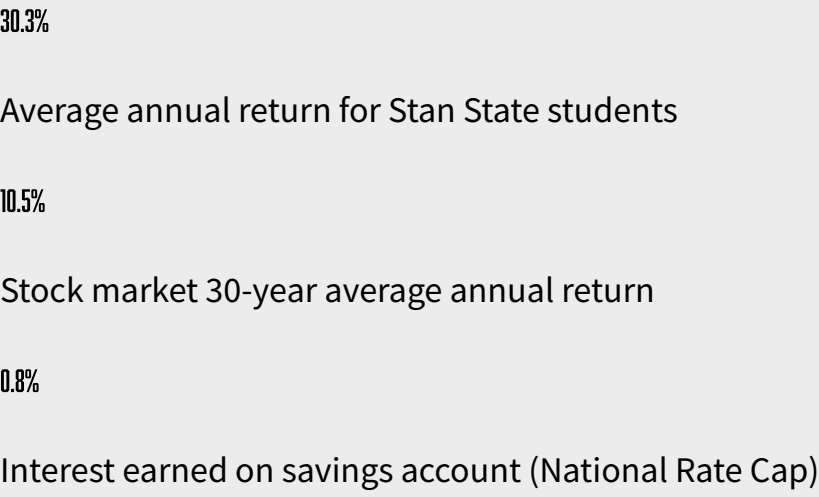 30.3%
Average annual return for Stan State students
10.5%
Stock market 30-year average annual return
0.8%
Interest earned on savings account (National Rate Cap)